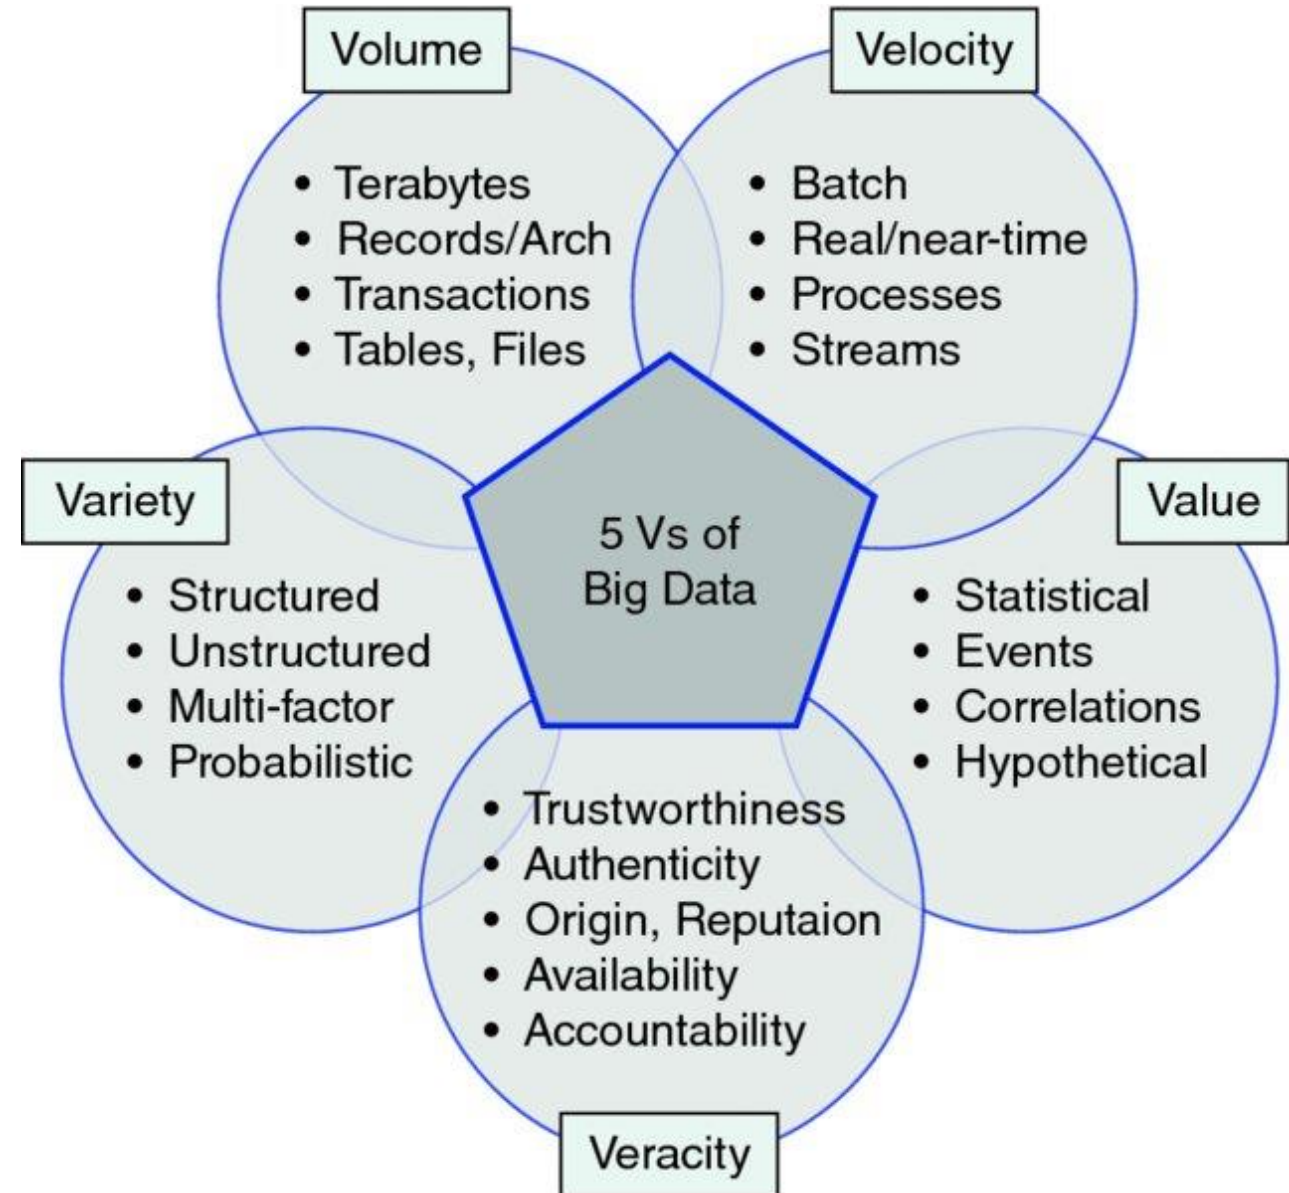 Volume
• Terabytes
• Records/Arch
• Transactions
• Tables, Files
Velocity
• Batch
• Real/near-time
• Processes
• Streams
Variety
• Structured
• Unstructured
• Multi-factor
• Probabilistic
5 Vs of
Big Data
Value
• Statistical
• Events
• Correlations
• Hypothetical
• Trustworthiness
• Authenticity
• Origin, Reputaion
• Availability
• Accountability
Veracity